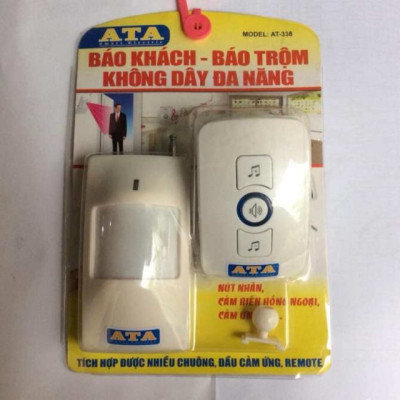 ATA
MODEL: AT-338
BÁO KHÁCH - BÁO TRỘM
KHÔNG DÂY ĐA NĂNG
ATA
ATA
NÚT NHẤN,
CẢM BIẾN HỒNG NGOẠI,
CẢM
TÍCH HỢP ĐƯỢC NHIỀU CHUÔNG, ĐẦU CẢM ỨNG, REMOTE